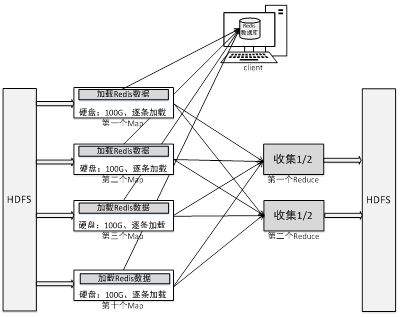 Redis
数据库
client
HDFS
加载Redis数据
硬盘：100G、逐条加载
第一个Map
加载Redis数据
硬盘：100G、逐条加载
第二个Map
加载Redis数据
硬盘：100G、逐条加载
第三个Map
加载Redis数据
硬盘：100G、逐条加载
第十个Map
收集1/2
第一个Reduce
收集1/2
第二个Reduce
HDFS